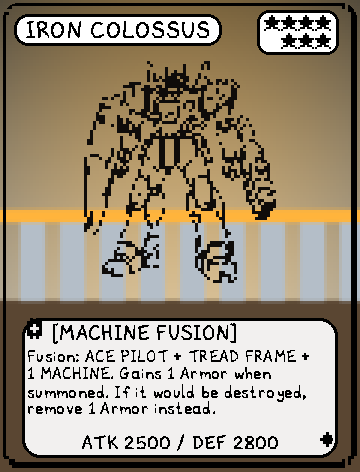 IRON COLOSSUS
[MACHINE FUSION]
Fusion: ACE PILOT + TREAD FRAME +
1 MACHINE. Gains 1 Armor when
summoned. If it would be destroyed,
remove 1 Armor instead.
ATK 2500 / DEF 2800